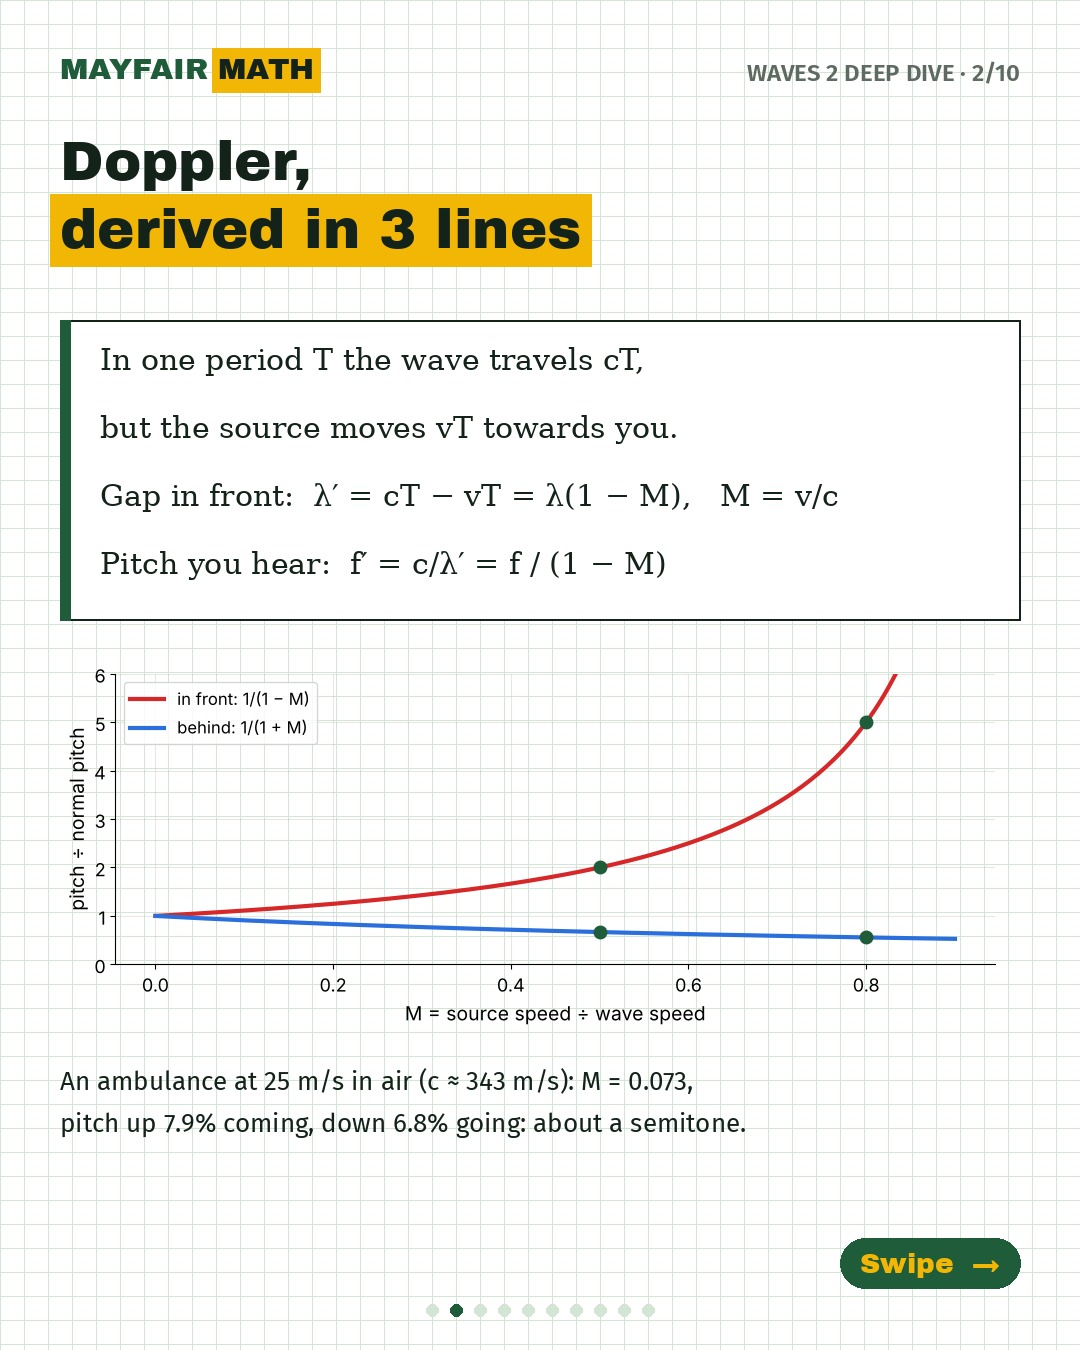 MAYFAIR MATH
WAVES 2 DEEP DIVE · 2/10
Doppler,
derived in 3 lines
In one period T the wave travels cT,
but the source moves vT towards you.
Gap in front: λ′ = cT − vT = λ(1 − M), M = v/c
Pitch you hear: f′ = c/λ′ = f / (1 − M)
in front: 1/(1 − M)
behind: 1/(1 + M)
pitch ÷ normal pitch
6
5
4
3
2
1
0
0.0 0.2 0.4 0.6 0.8
M = source speed ÷ wave speed
An ambulance at 25 m/s in air (c ≈ 343 m/s): M = 0.073,
pitch up 7.9% coming, down 6.8% going: about a semitone.
Swipe →